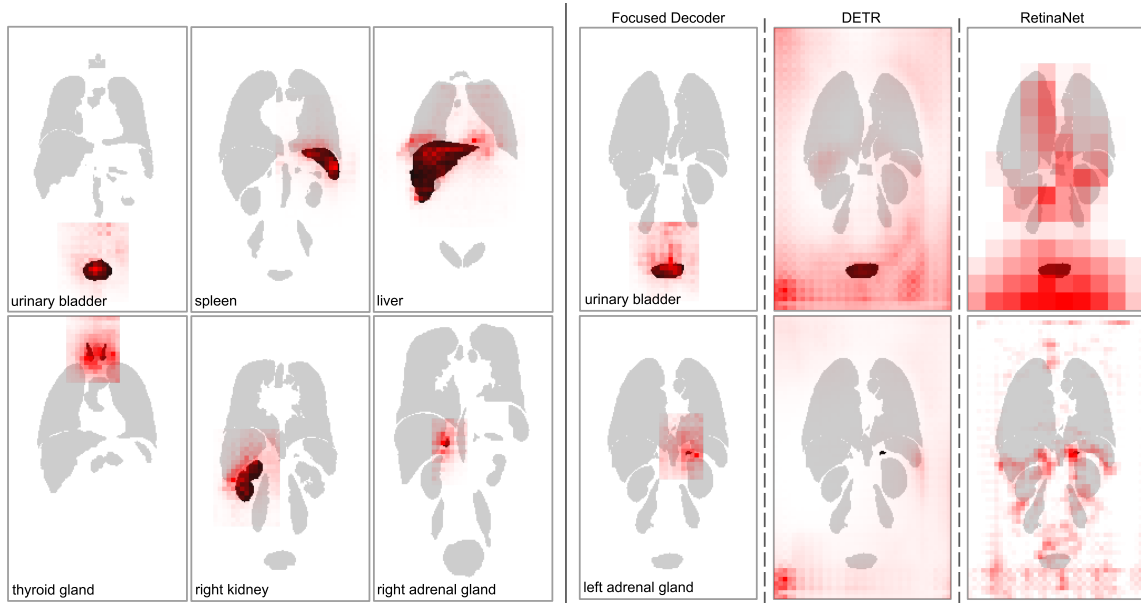 Focused Decoder
DETR
RetinaNet
urinary bladder
spleen
liver
urinary bladder
thyroid gland
right kidney
right adrenal gland
left adrenal gland